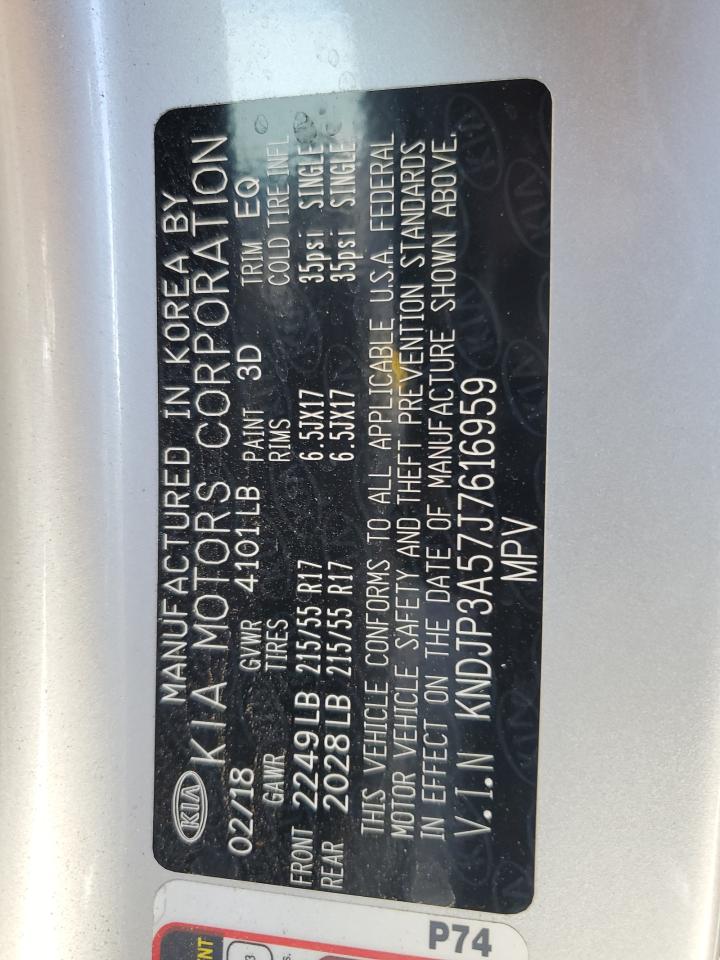 KIA
MANUFACTURED IN KOREA BY
KIA MOTORS CORPORATION
02/18 GVWR 4101LB PAINT 3D TRIM EQ
GAWR TIRES RIMS COLD TIRE INFL
FRONT 2249LB 215/55 R17 6.5JX17 35psi SINGLE
REAR 2028LB 215/55 R17 6.5JX17 35psi SINGLE
THIS VEHICLE CONFORMS TO ALL APPLICABLE U.S.A. FEDERAL
MOTOR VEHICLE SAFETY AND THEFT PREVENTION STANDARDS
IN EFFECT ON THE DATE OF MANUFACTURE SHOWN ABOVE.
V.I.N KNDJP3A57J7616959
MPV
P74